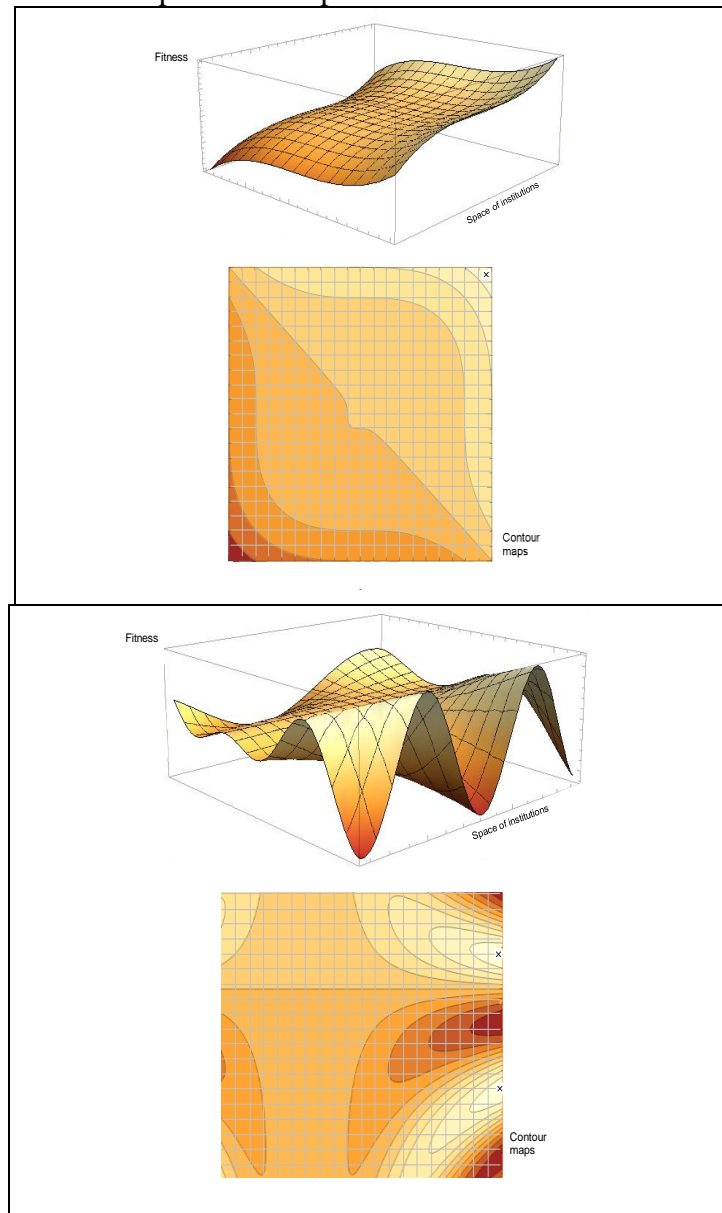 Fitness
Space of institutions
x
Contour
maps
Fitness
Space of institutions
x
x
Contour
maps